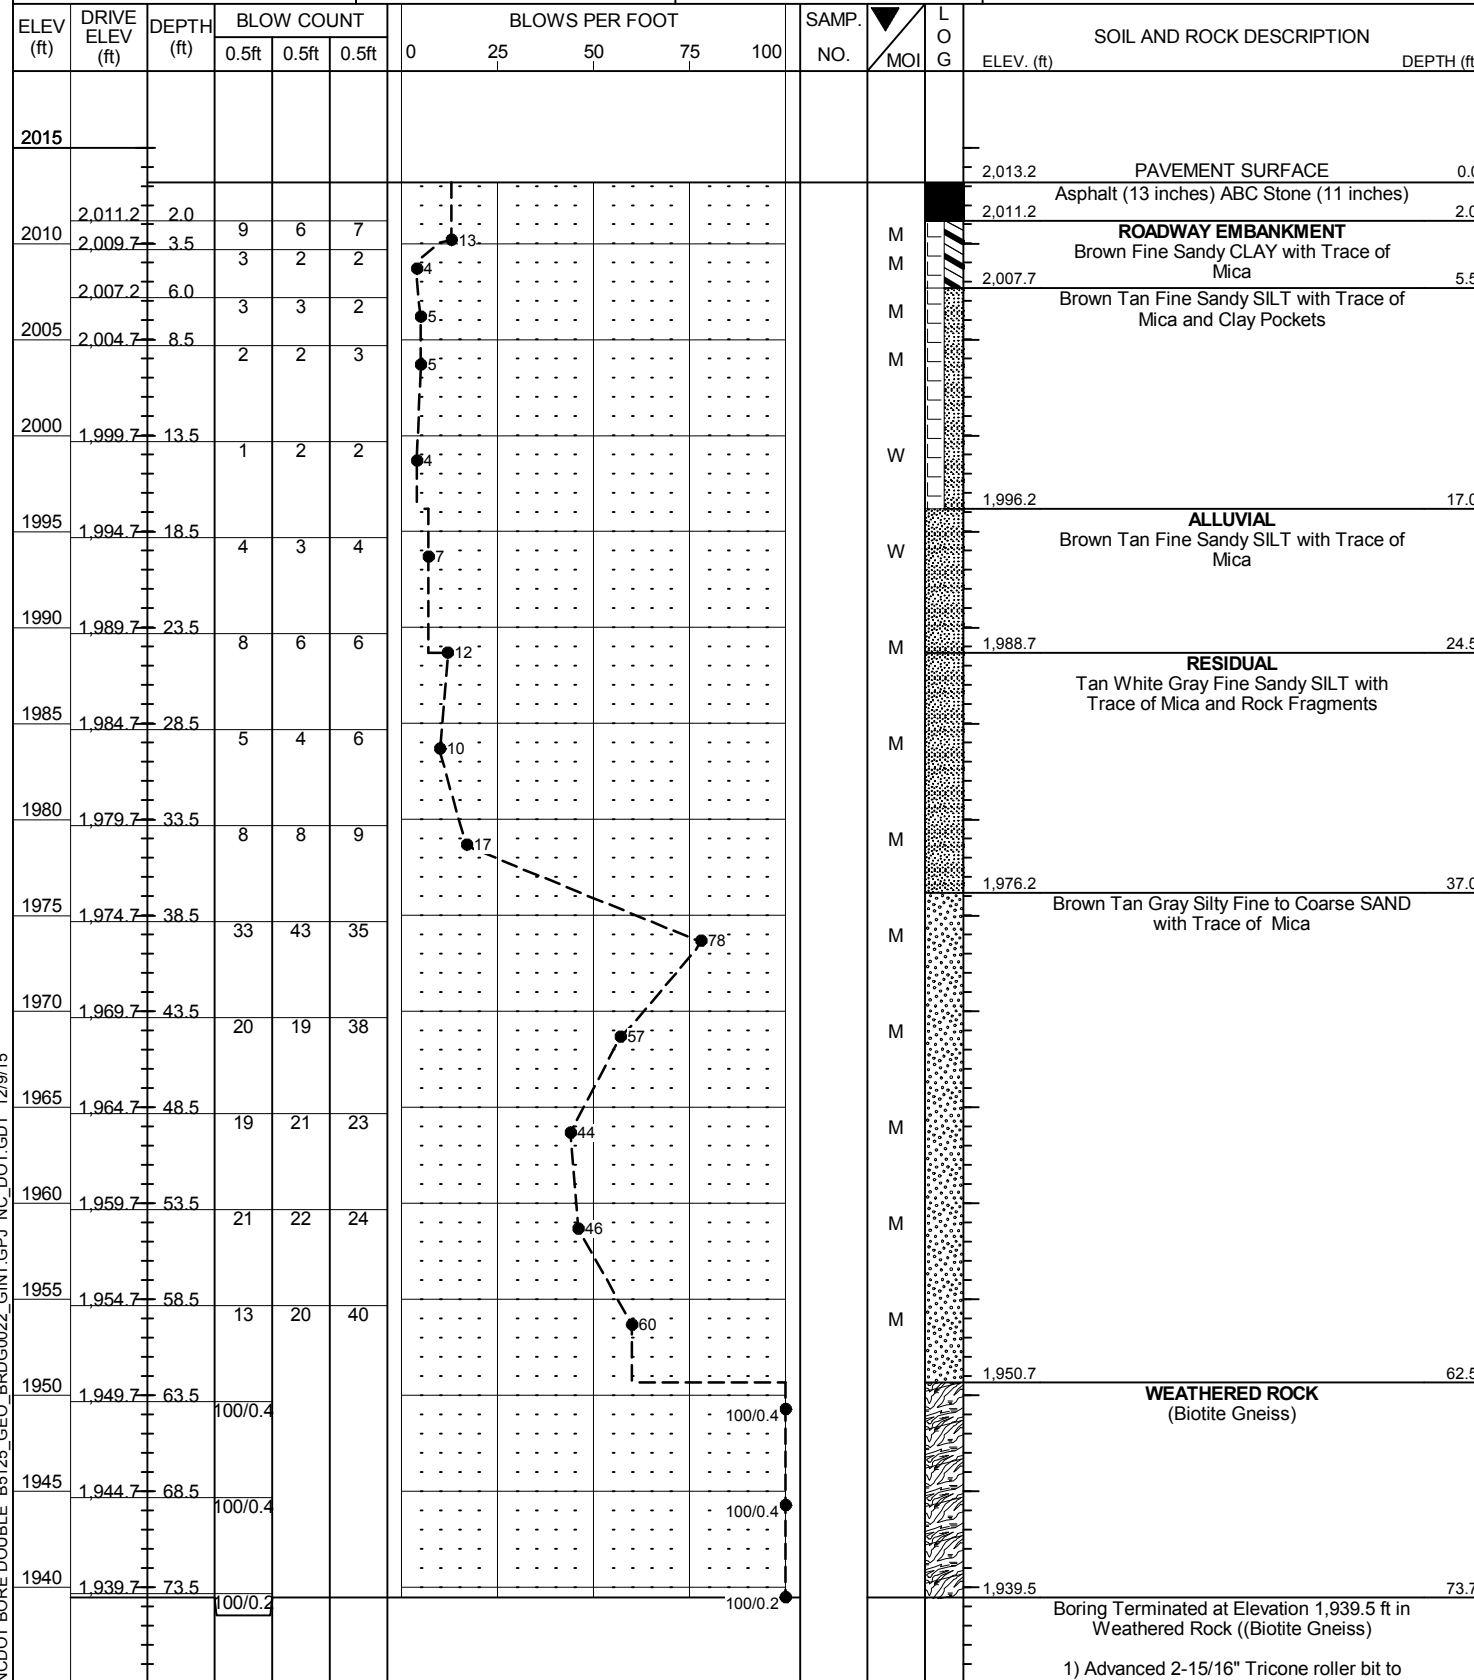 ELEV (ft) DRIVE ELEV (ft) DEPTH (ft) BLOW COUNT BLOWS PER FOOT SAMP. NO. MOI L O G SOIL AND ROCK DESCRIPTION
0.5ft 0.5ft 0.5ft 0 25 50 75 100 ELEV. (ft) DEPTH (ft
2015
2,013.2 PAVEMENT SURFACE 0.0
Asphalt (13 inches) ABC Stone (11 inches)
2,011.2 2.0 2,011.2 2.0
2010 9 6 7 13 M ROADWAY EMBANKMENT
2,009.7 3.5 Brown Fine Sandy CLAY with Trace of
3 2 2 4 M Mica
2,007.7 5.5
2,007.2 6.0 Brown Tan Fine Sandy SILT with Trace of
3 3 2 5 M Mica and Clay Pockets
2005
2,004.7 8.5
2 2 3 5 M
2000
1,999.7 13.5
1 2 2 4 W
1,996.2 17.0
1995 ALLUVIAL
1,994.7 18.5 Brown Tan Fine Sandy SILT with Trace of
4 3 4 7 W Mica
1990
1,989.7 23.5
8 6 6 12 M 1,988.7 24.5
RESIDUAL
Tan White Gray Fine Sandy SILT with
Trace of Mica and Rock Fragments
1985
1,984.7 28.5
5 4 6 10 M
1980
1,979.7 33.5
8 8 9 17 M
1,976.2 37.0
1975 Brown Tan Gray Silty Fine to Coarse SAND
1,974.7 38.5 with Trace of Mica
33 43 35 78 M
1970
1,969.7 43.5
20 19 38 57 M
1965
1,964.7 48.5
19 21 23 44 M
1960
1,959.7 53.5
21 22 24 46 M
1955
1,954.7 58.5
13 20 40 60 M
1,950.7 62.5
1950 WEATHERED ROCK
1,949.7 63.5 (Biotite Gneiss)
100/0.4 100/0.4
1945
1,944.7 68.5
100/0.4 100/0.4
1940
1,939.7 73.5 1,939.5 73.7
100/0.2 100/0.2
Boring Terminated at Elevation 1,939.5 ft in
Weathered Rock ((Biotite Gneiss)
1) Advanced 2-15/16" Tricone roller bit to
NCDOT BORE DOUBLE B5125_GEO_BRDG0022_GINT.GPJ NC_DOT.GDT 12/9/15